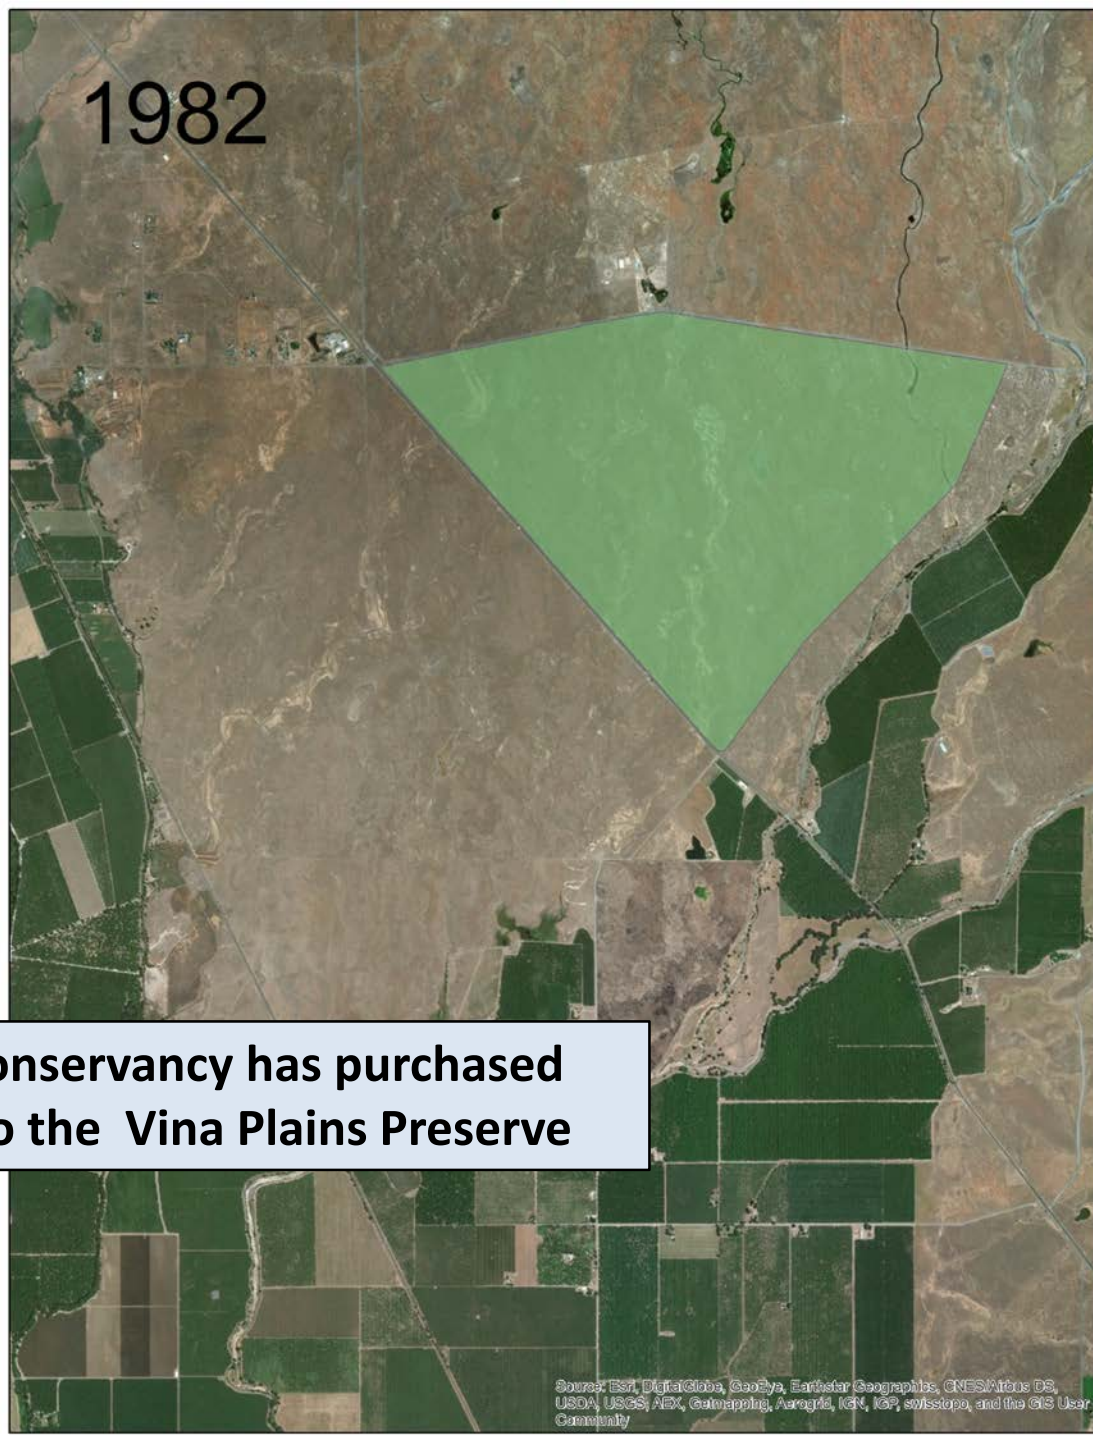 1982
onservancy has purchased
o the Vina Plains Preserve
Source: Esri, DigitalGlobe, GeoEye, Earthstar Geographics, CNES/Airbus DS,
USDA, USGS, AEX, Getmapping, Aerogrid, IGN, IGP, swisstopo, and the GIS User
Community